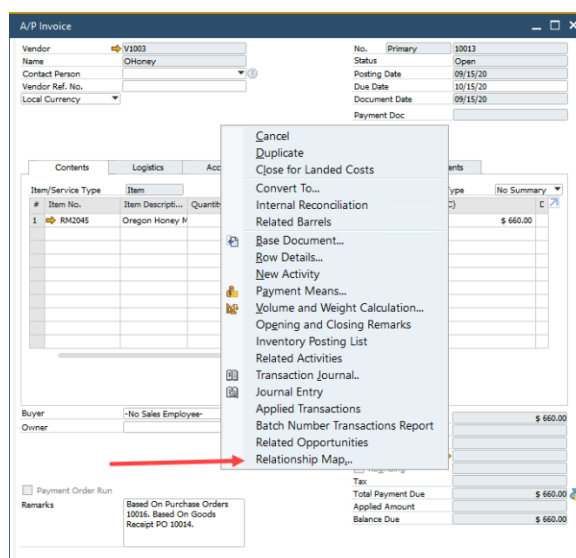 A/P Invoice
Vendor V1003
Name OHoney
Contact Person
Vendor Ref. No.
Local Currency
No. Primary 10013
Status Open
Posting Date 09/15/20
Due Date 10/15/20
Document Date 09/15/20
Payment Doc
Contents Logistics Acc ents
Item/Service Type Item ype No Summary
# Item No. Item Descripti... Quantit C) D
1 RM2045 Oregon Honey M $ 660.00
Cancel
Duplicate
Close for Landed Costs
Convert To...
Internal Reconciliation
Related Barrels
Base Document...
Row Details...
New Activity
Payment Means...
Volume and Weight Calculation...
Opening and Closing Remarks
Inventory Posting List
Related Activities
Transaction Journal..
Journal Entry
Applied Transactions
Batch Number Transactions Report
Related Opportunities
Relationship Map...
Buyer -No Sales Employee-
Owner
$ 660.00
Tax
Total Payment Due $ 660.00
Applied Amount
Balance Due $ 660.00
Payment Order Run
Remarks
Based On Purchase Orders
10016. Based On Goods
Receipt PO 10014.